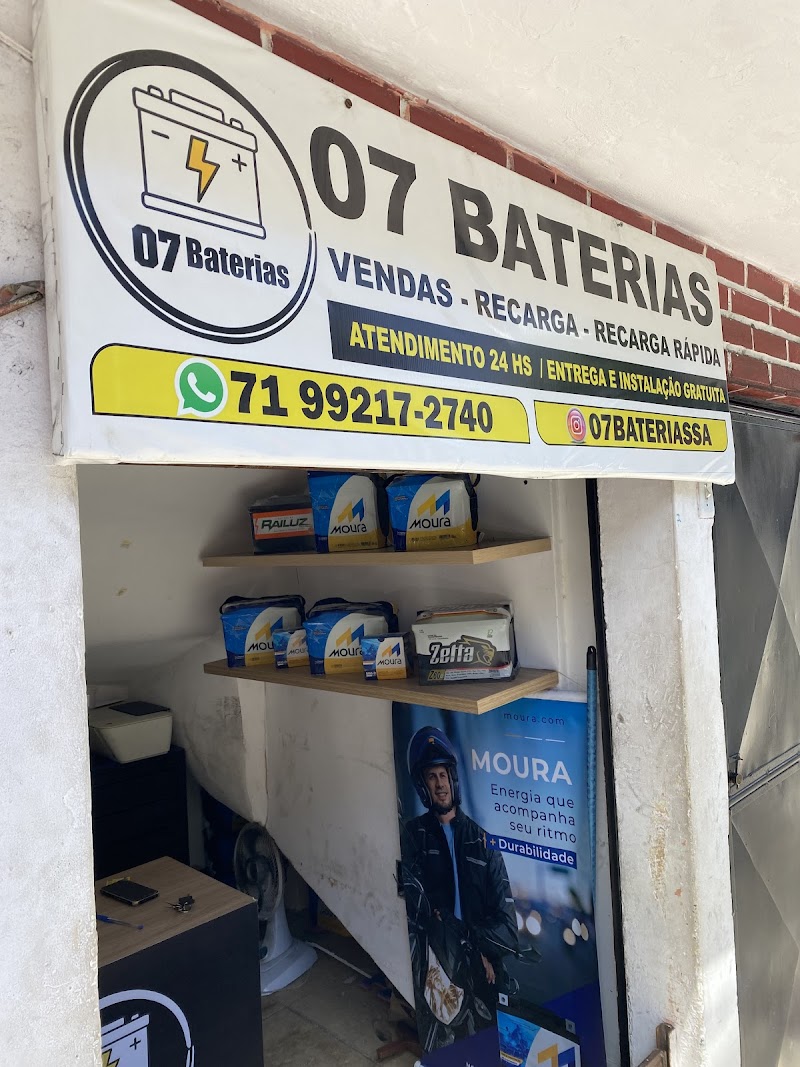 07 BATERIAS
07 Baterias
VENDAS - RECARGA - RECARGA RÁPIDA
ATENDIMENTO 24 HS / ENTREGA E INSTALAÇÃO GRATUITA
71 99217-2740
07BATERIASSA
RAILUZ
MOURA
MOURA
MOURA
MOURA
MOURA
MOURA
Zetta
Z60
moura.com
MOURA
Energia que
acompanha
seu ritmo
+ Durabilidade